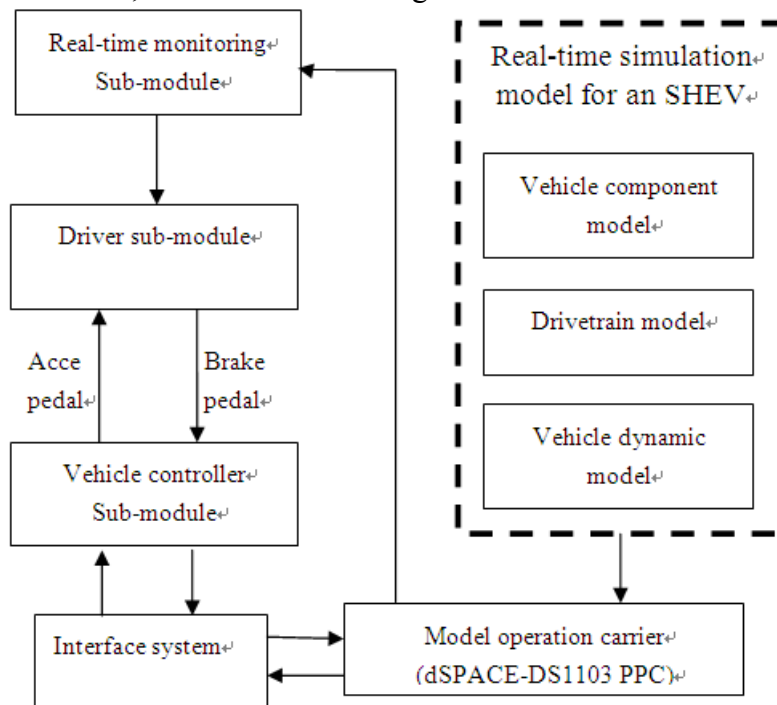 Real-time monitoring↵
Sub-module↵
Driver sub-module↵
Acce
pedal↵
Brake
pedal↵
Vehicle controller↵
Sub-module↵
Interface system↵
Real-time simulation↵
model for an SHEV↵
Vehicle component
model↵
Drivetrain model↵
Vehicle dynamic
model↵
Model operation carrier↵
(dSPACE-DS1103 PPC)↵